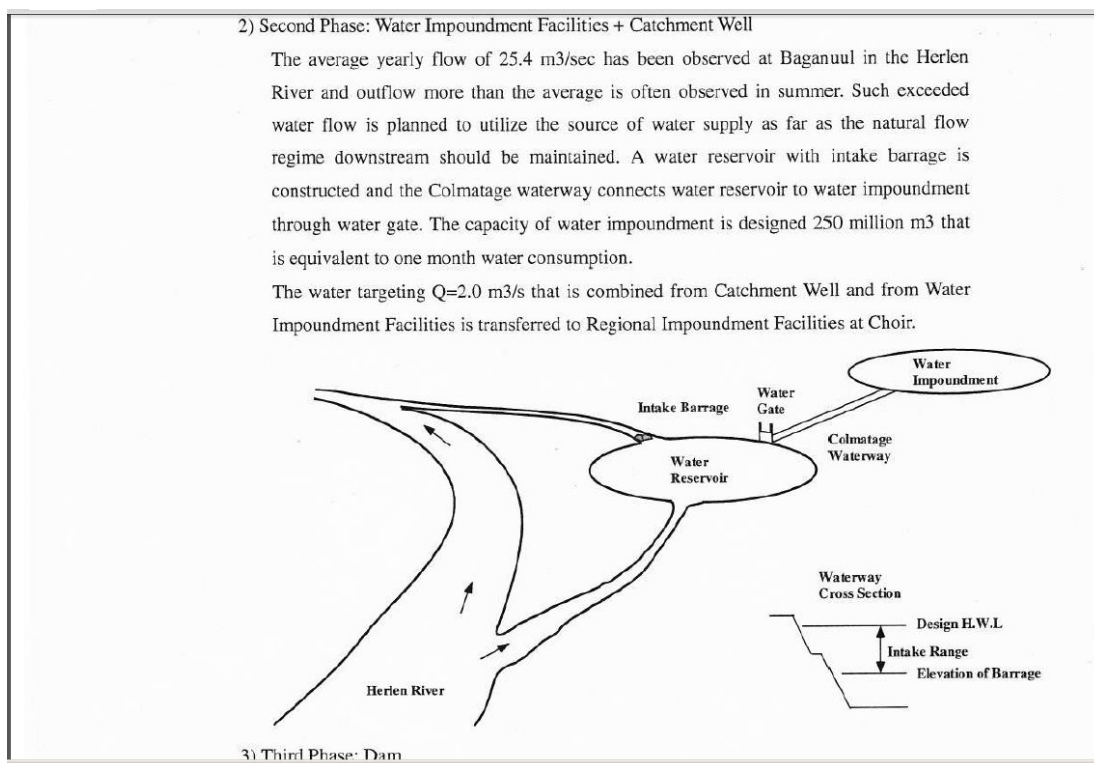 2) Second Phase: Water Impoundment Facilities + Catchment Well
The average yearly flow of 25.4 m3/sec has been observed at Baganuul in the Herlen
River and outflow more than the average is often observed in summer. Such exceeded
water flow is planned to utilize the source of water supply as far as the natural flow
regime downstream should be maintained. A water reservoir with intake barrage is
constructed and the Colmatage waterway connects water reservoir to water impoundment
through water gate. The capacity of water impoundment is designed 250 million m3 that
is equivalent to one month water consumption.
The water targeting Q=2.0 m3/s that is combined from Catchment Well and from Water
Impoundment Facilities is transferred to Regional Impoundment Facilities at Choir.
Water
Impoundment
Water
Gate
Intake Barrage
Colmatage
Waterway
Water
Reservoir
Waterway
Cross Section
Design H.W.L
Intake Range
Elevation of Barrage
Herlen River
3) Third Phase: Dam